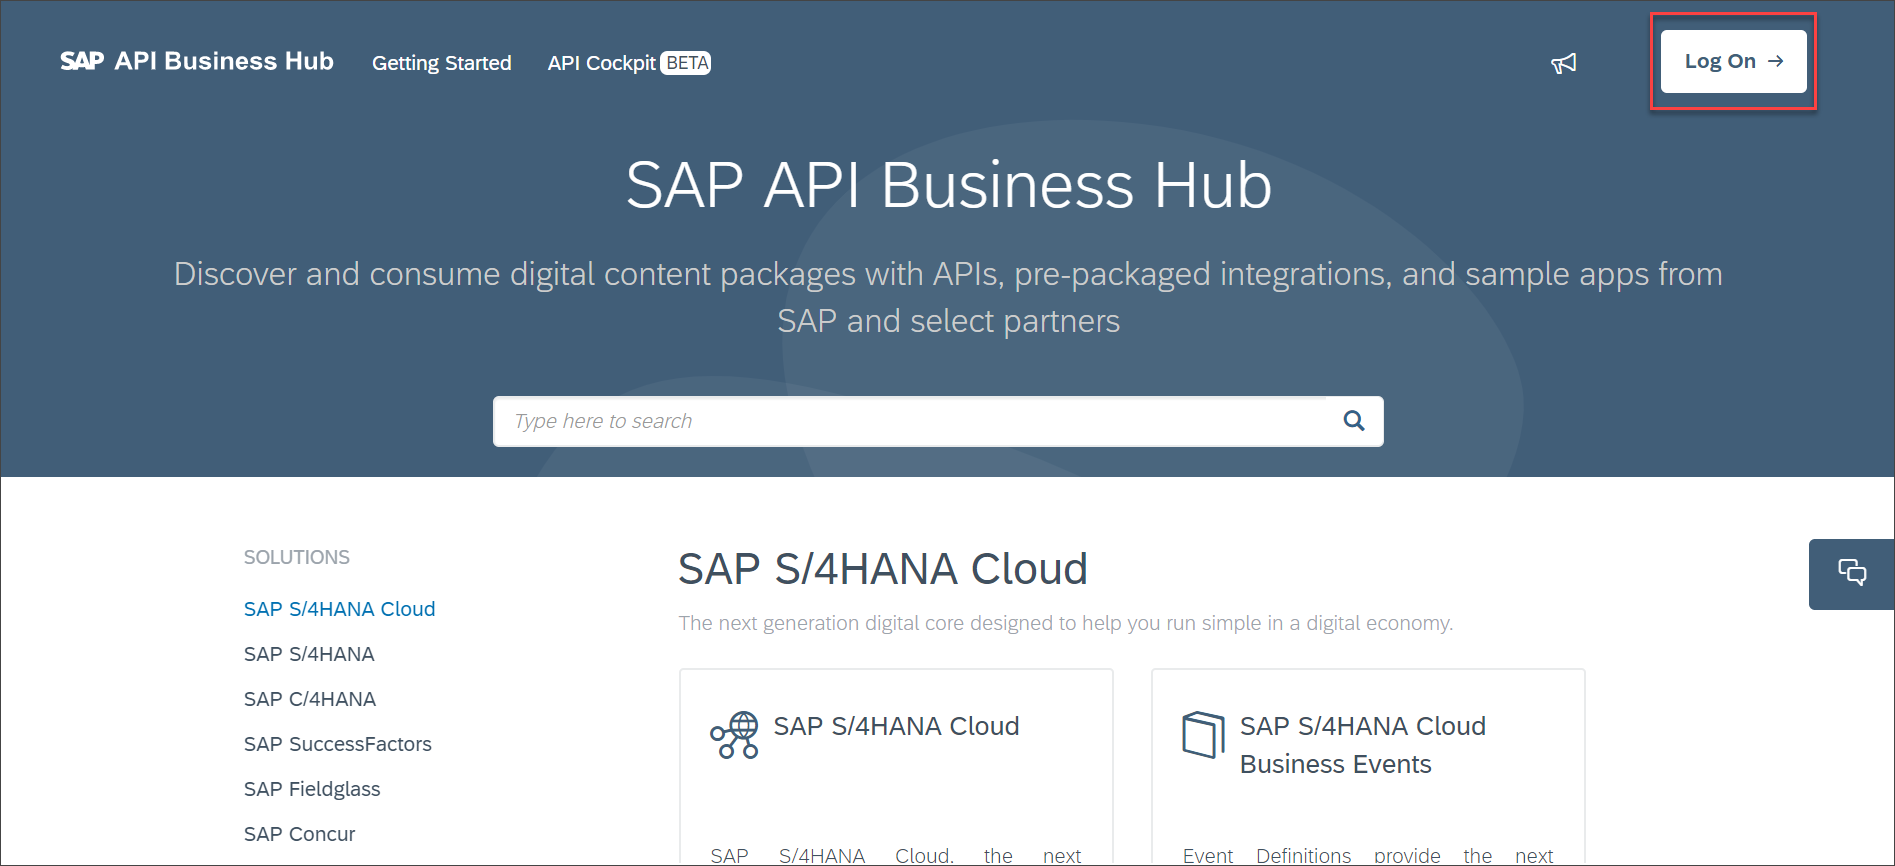 SAP API Business Hub
Getting Started
API Cockpit BETA
Log On →
SAP API Business Hub
Discover and consume digital content packages with APIs, pre-packaged integrations, and sample apps from
SAP and select partners
Type here to search
SOLUTIONS
SAP S/4HANA Cloud
SAP S/4HANA
SAP C/4HANA
SAP SuccessFactors
SAP Fieldglass
SAP Concur
SAP S/4HANA Cloud
The next generation digital core designed to help you run simple in a digital economy.
SAP S/4HANA Cloud
SAP S/4HANA Cloud, the next
SAP S/4HANA Cloud
Business Events
Event Definitions provide the next